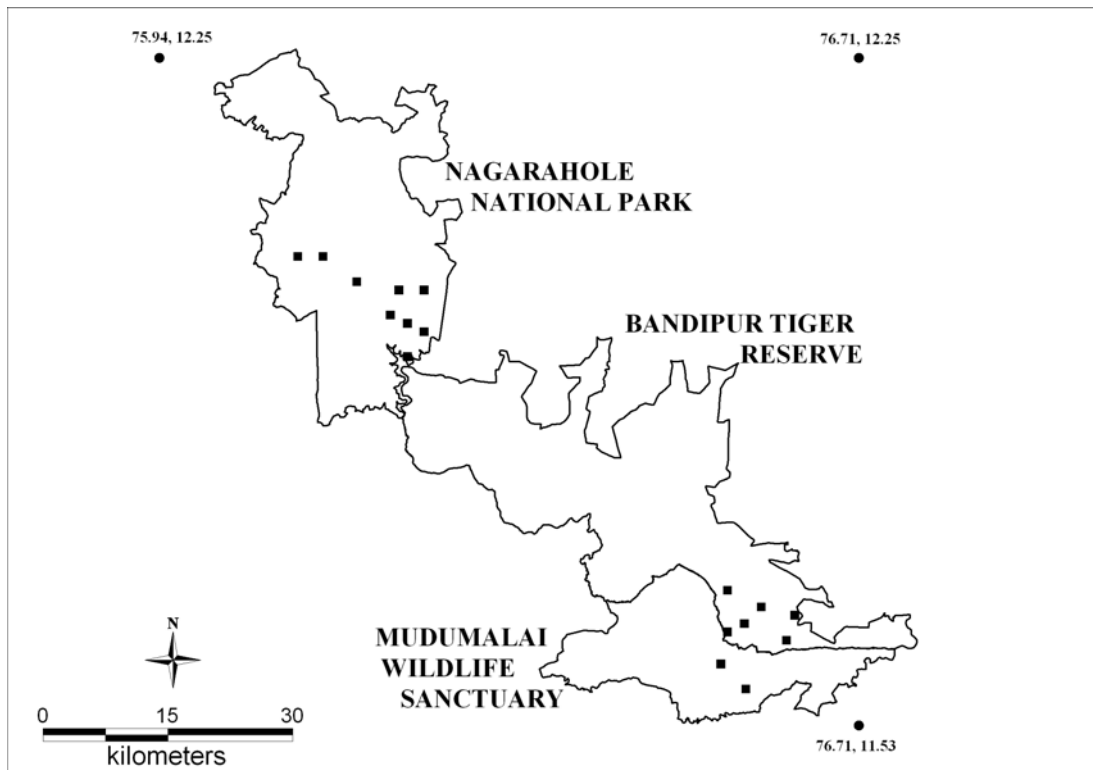 75.94, 12.25
76.71, 12.25
NAGARAHOLE
NATIONAL PARK
BANDIPUR TIGER
RESERVE
MUDUMALAI
WILDLIFE
SANCTUARY
N
0 15 30
kilometers
76.71, 11.53